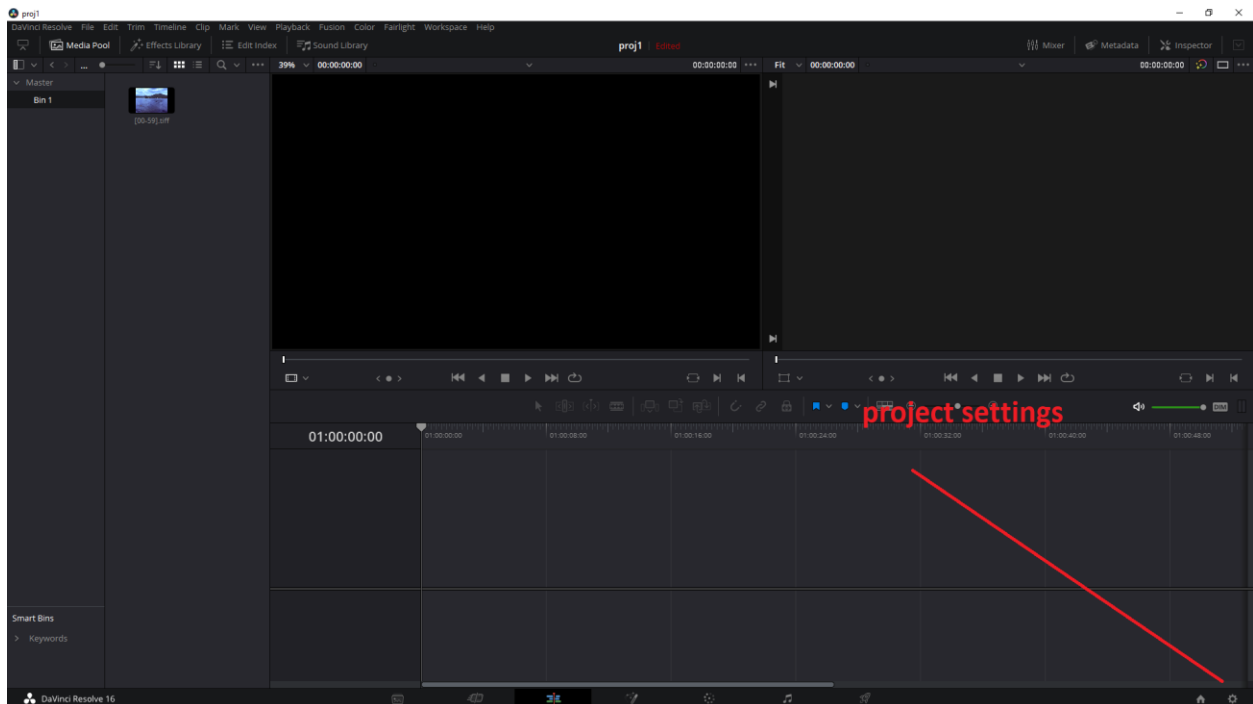 proj1
DaVinci Resolve File Edit Trim Timeline Clip Mark View Playback Fusion Color Fairlight Workspace Help
Media Pool Effects Library Edit Index Sound Library proj1 Edited Mixer Metadata Inspector
39% 00:00:00:00 00:00:00:00 Fit 00:00:00:00 00:00:00:00
Master
Bin 1
[00-59].tiff
project settings
DIM
01:00:00:00 01:00:00:00 01:00:08:00 01:00:16:00 01:00:24:00 01:00:32:00 01:00:40:00 01:00:48:00
Smart Bins
Keywords
DaVinci Resolve 16